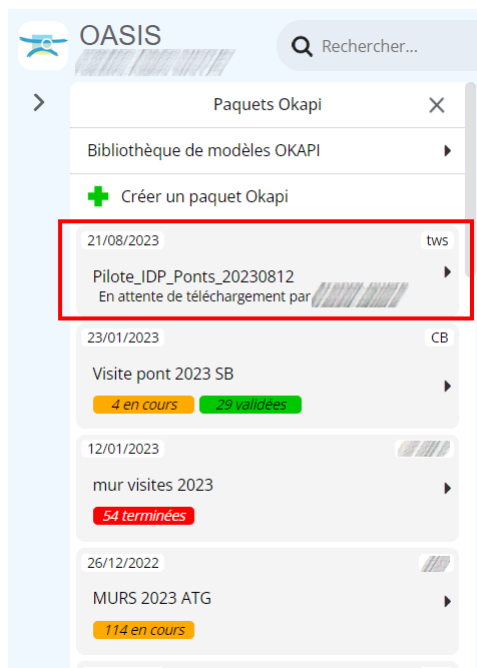 OASIS
Rechercher...
Paquets Okapi
Bibliothèque de modèles OKAPI
Créer un paquet Okapi
21/08/2023 tws
Pilote_IDP_Ponts_20230812
En attente de téléchargement par
23/01/2023 CB
Visite pont 2023 SB
4 en cours 29 validées
12/01/2023
mur visites 2023
54 terminées
26/12/2022
MURS 2023 ATG
114 en cours